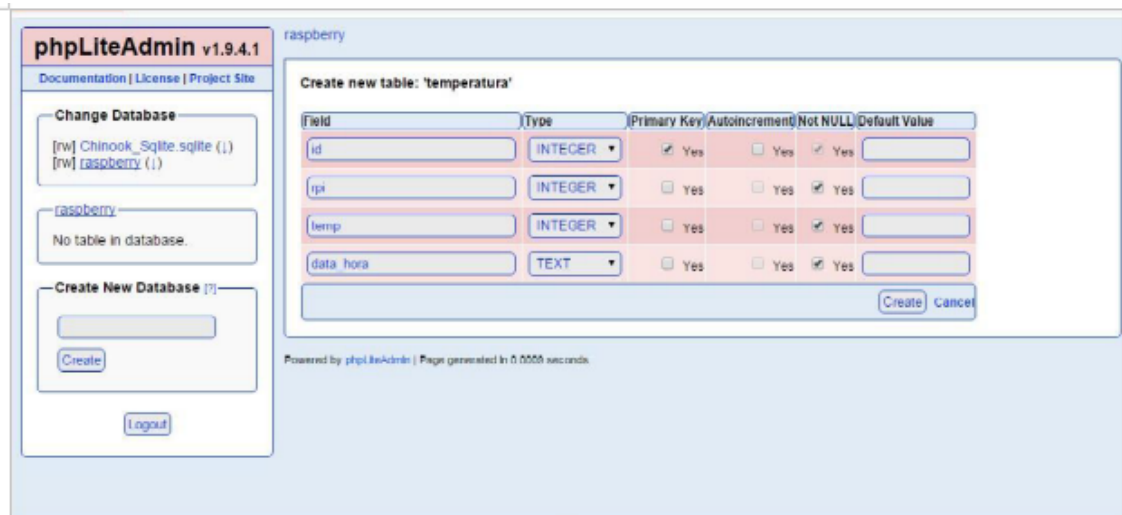 phpLiteAdmin v1.9.4.1
Documentation | License | Project Site
Change Database
[rw] Chinook_Sqlite.sqlite (↓)
[rw] raspberry (↓)
raspberry
No table in database.
Create New Database [?]
Create
Logout
raspberry
Create new table: 'temperatura'
Field Type Primary Key Autoincrement Not NULL Default Value
id INTEGER Yes Yes Yes
rpi INTEGER Yes Yes Yes
temp INTEGER Yes Yes Yes
data_hora TEXT Yes Yes Yes
Create Cancel
Powered by phpLiteAdmin | Page generated in 0.0009 seconds.